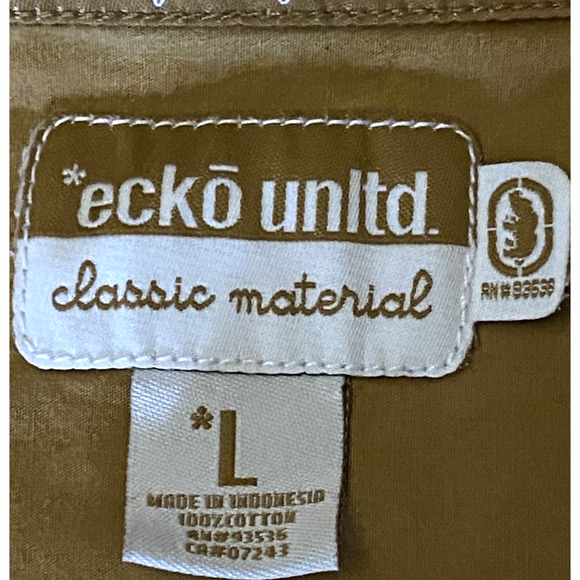 *eckō unltd.
classic material
RN#93536
*L
MADE IN INDONESIA
100% COTTON
RN#93536
CA#07243